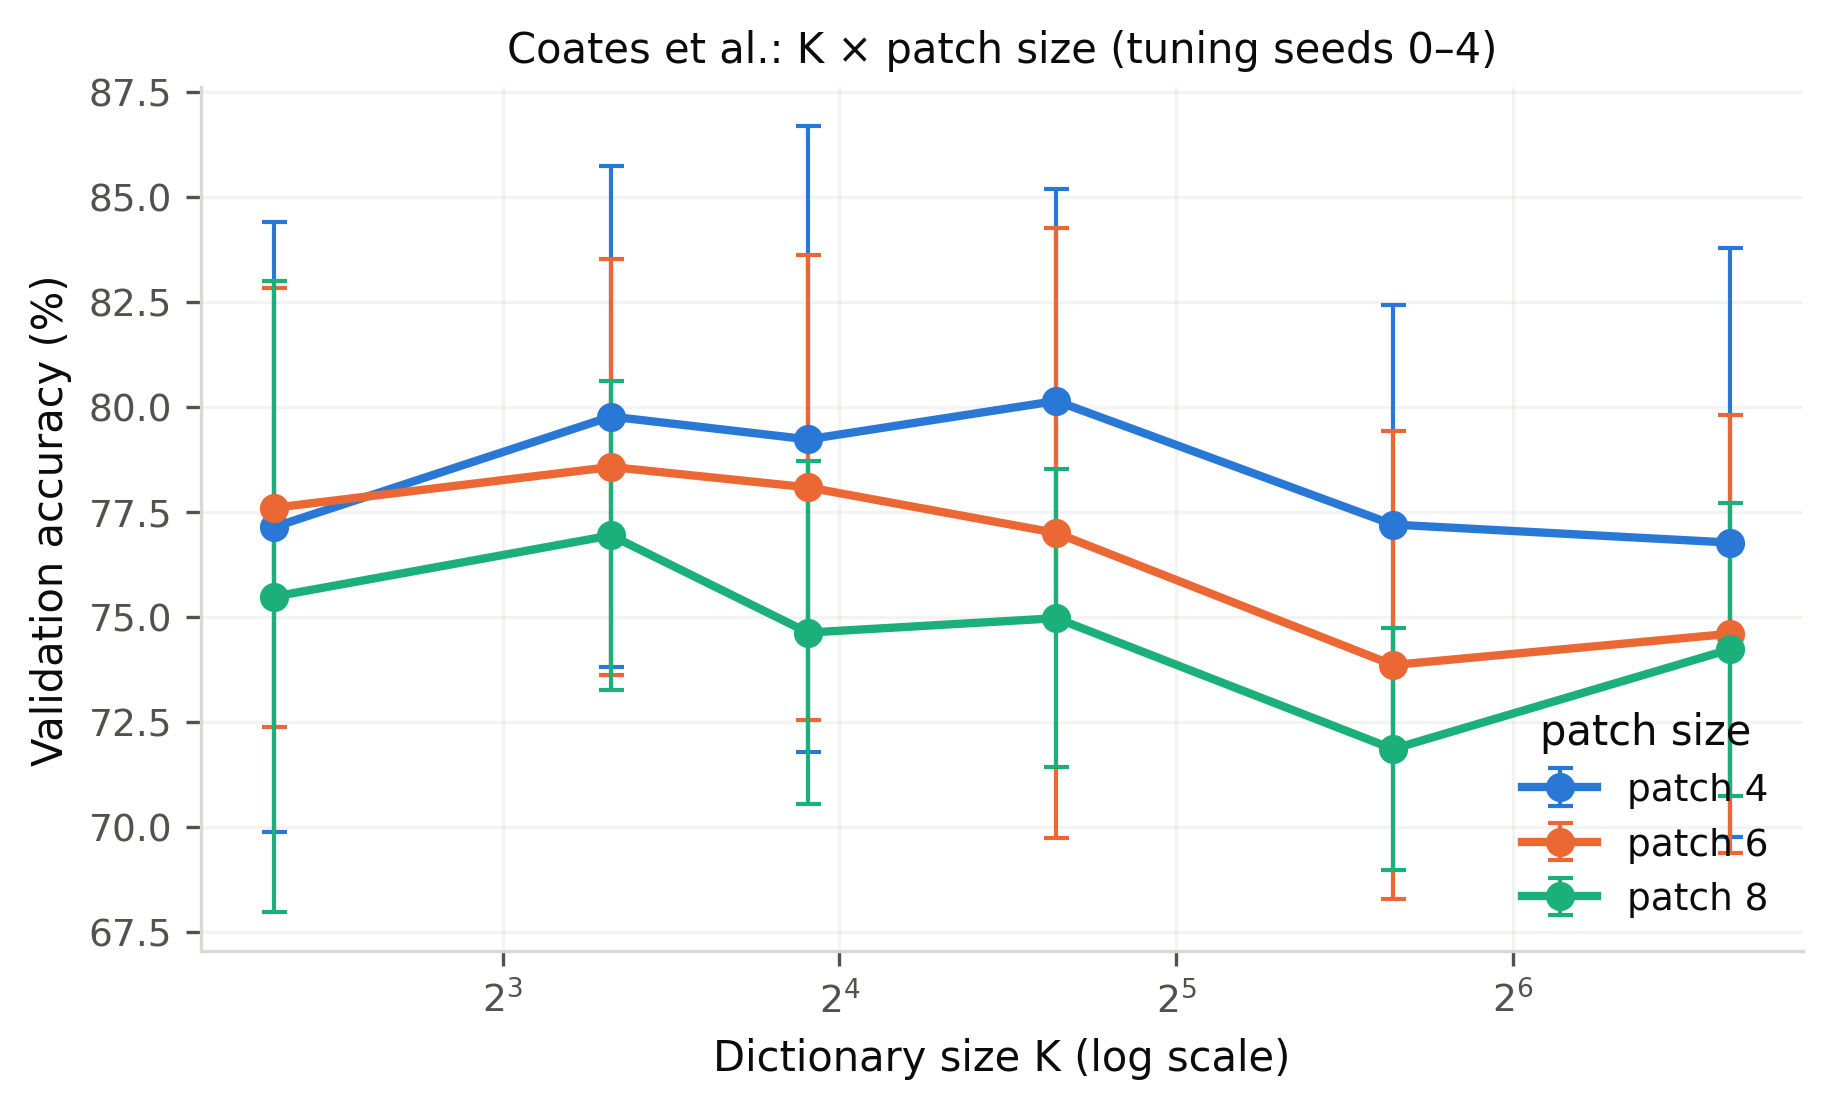 Coates et al.: K × patch size (tuning seeds 0–4)
87.5
85.0
82.5
80.0
77.5
75.0
72.5
70.0
67.5
Validation accuracy (%)
patch size
patch 4
patch 6
patch 8
2³ 2⁴ 2⁵ 2⁶
Dictionary size K (log scale)